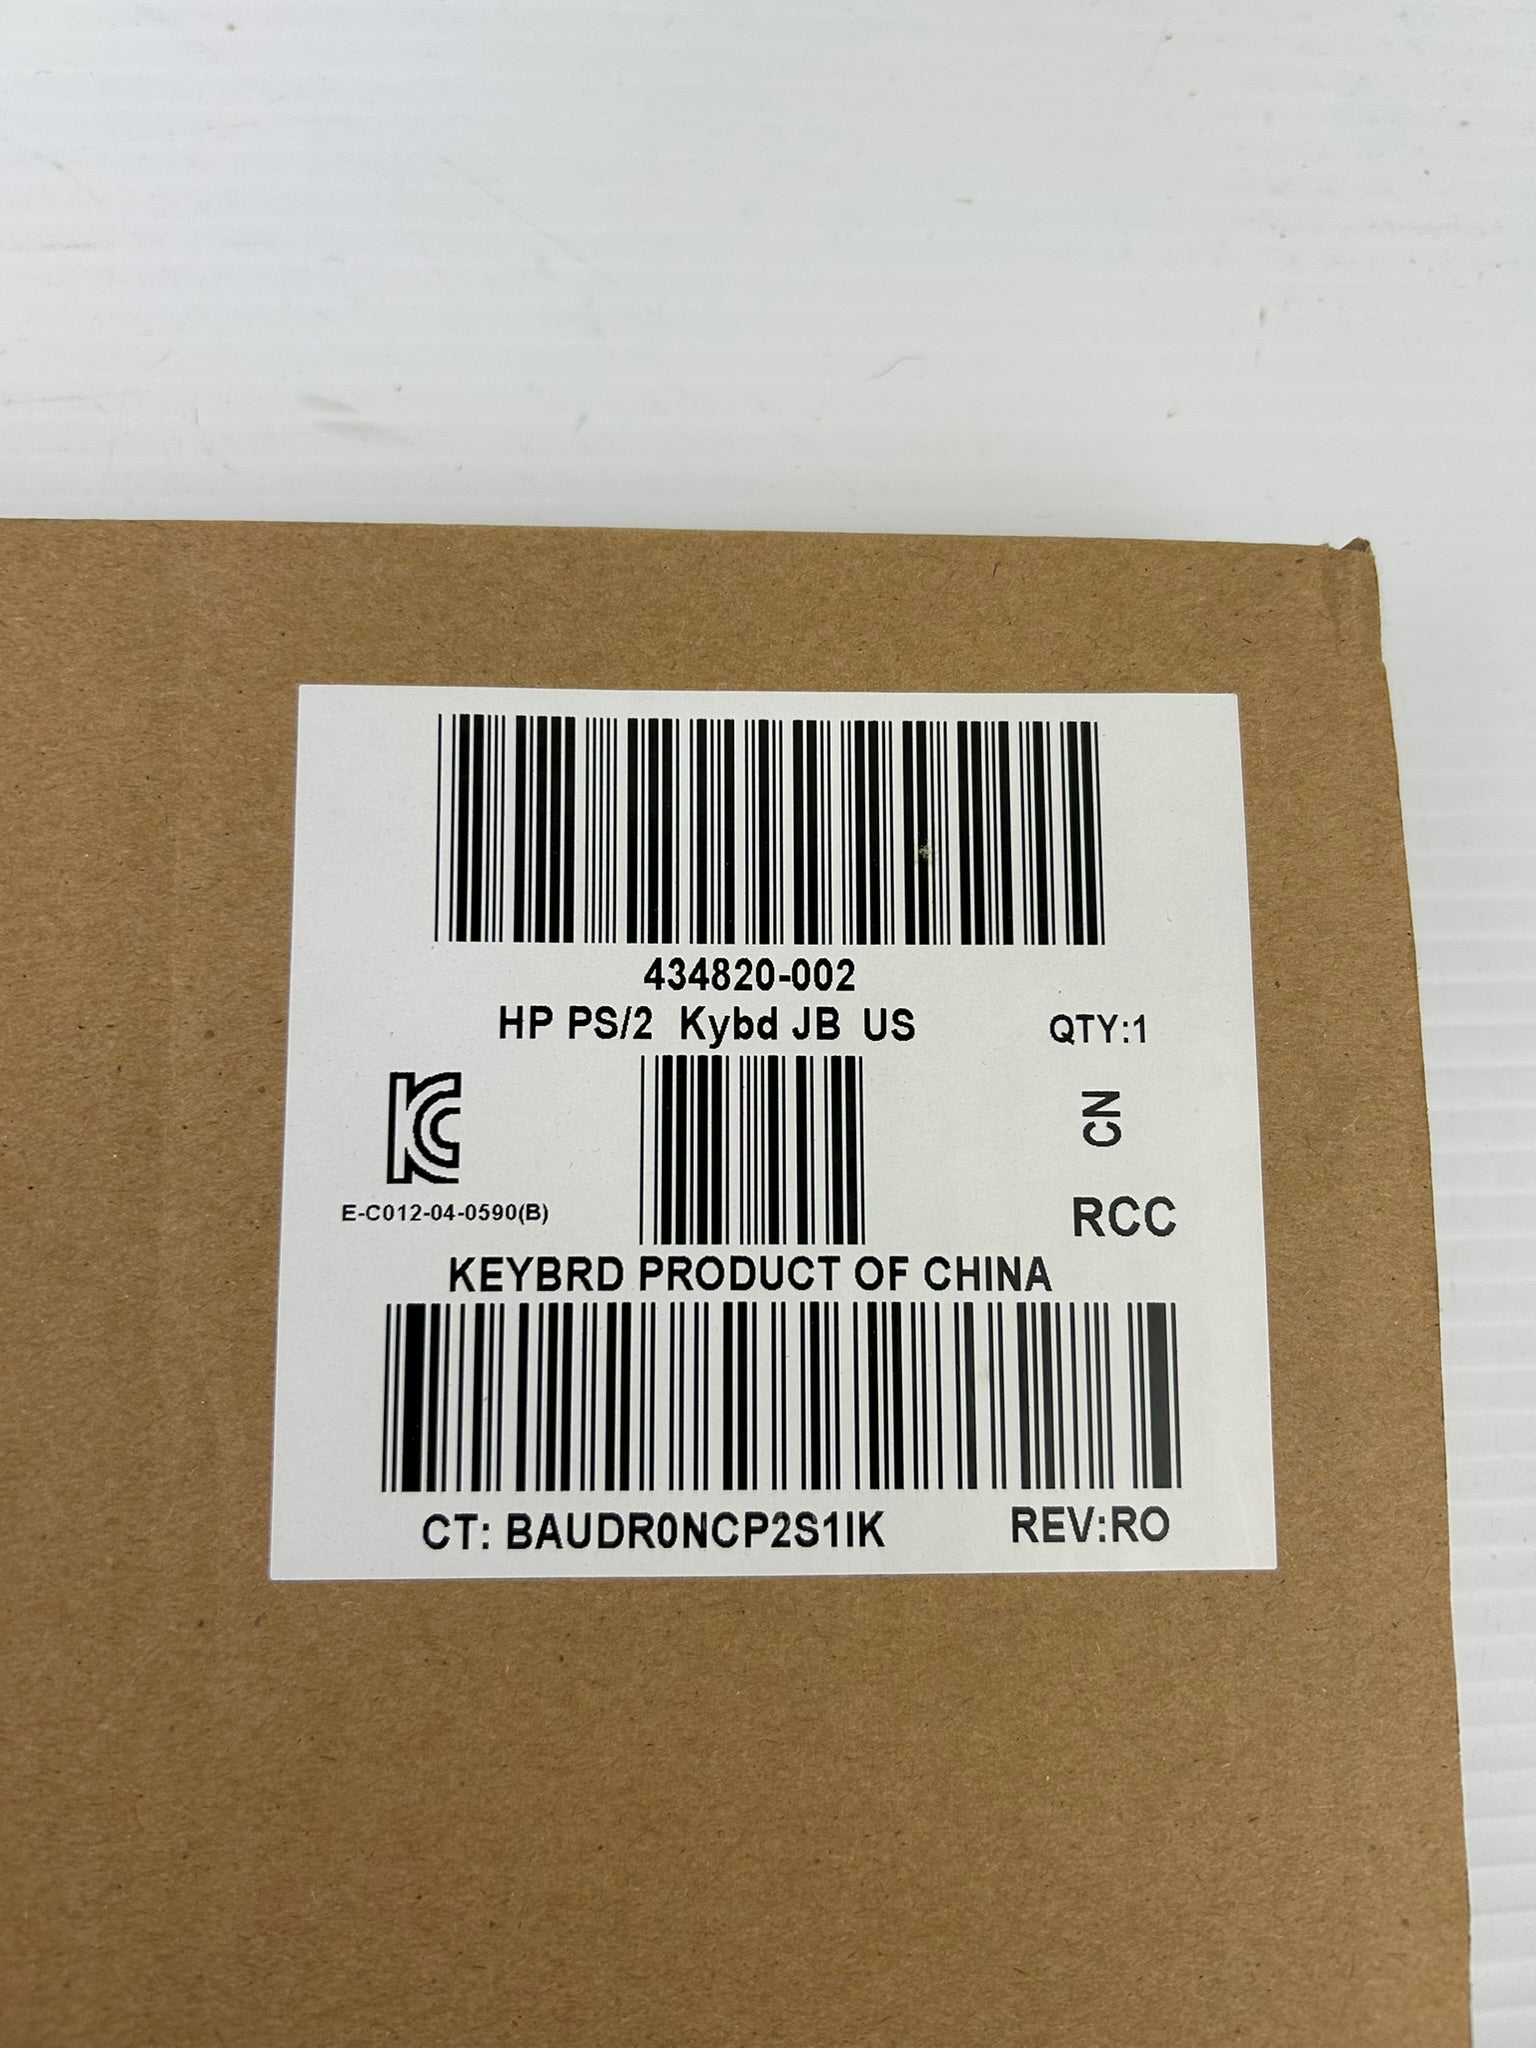 434820-002
HP PS/2 Kybd JB US QTY:1
CN
KC
E-C012-04-0590(B)
RCC
KEYBRD PRODUCT OF CHINA
CT: BAUDR0NCP2S1IK REV:RO